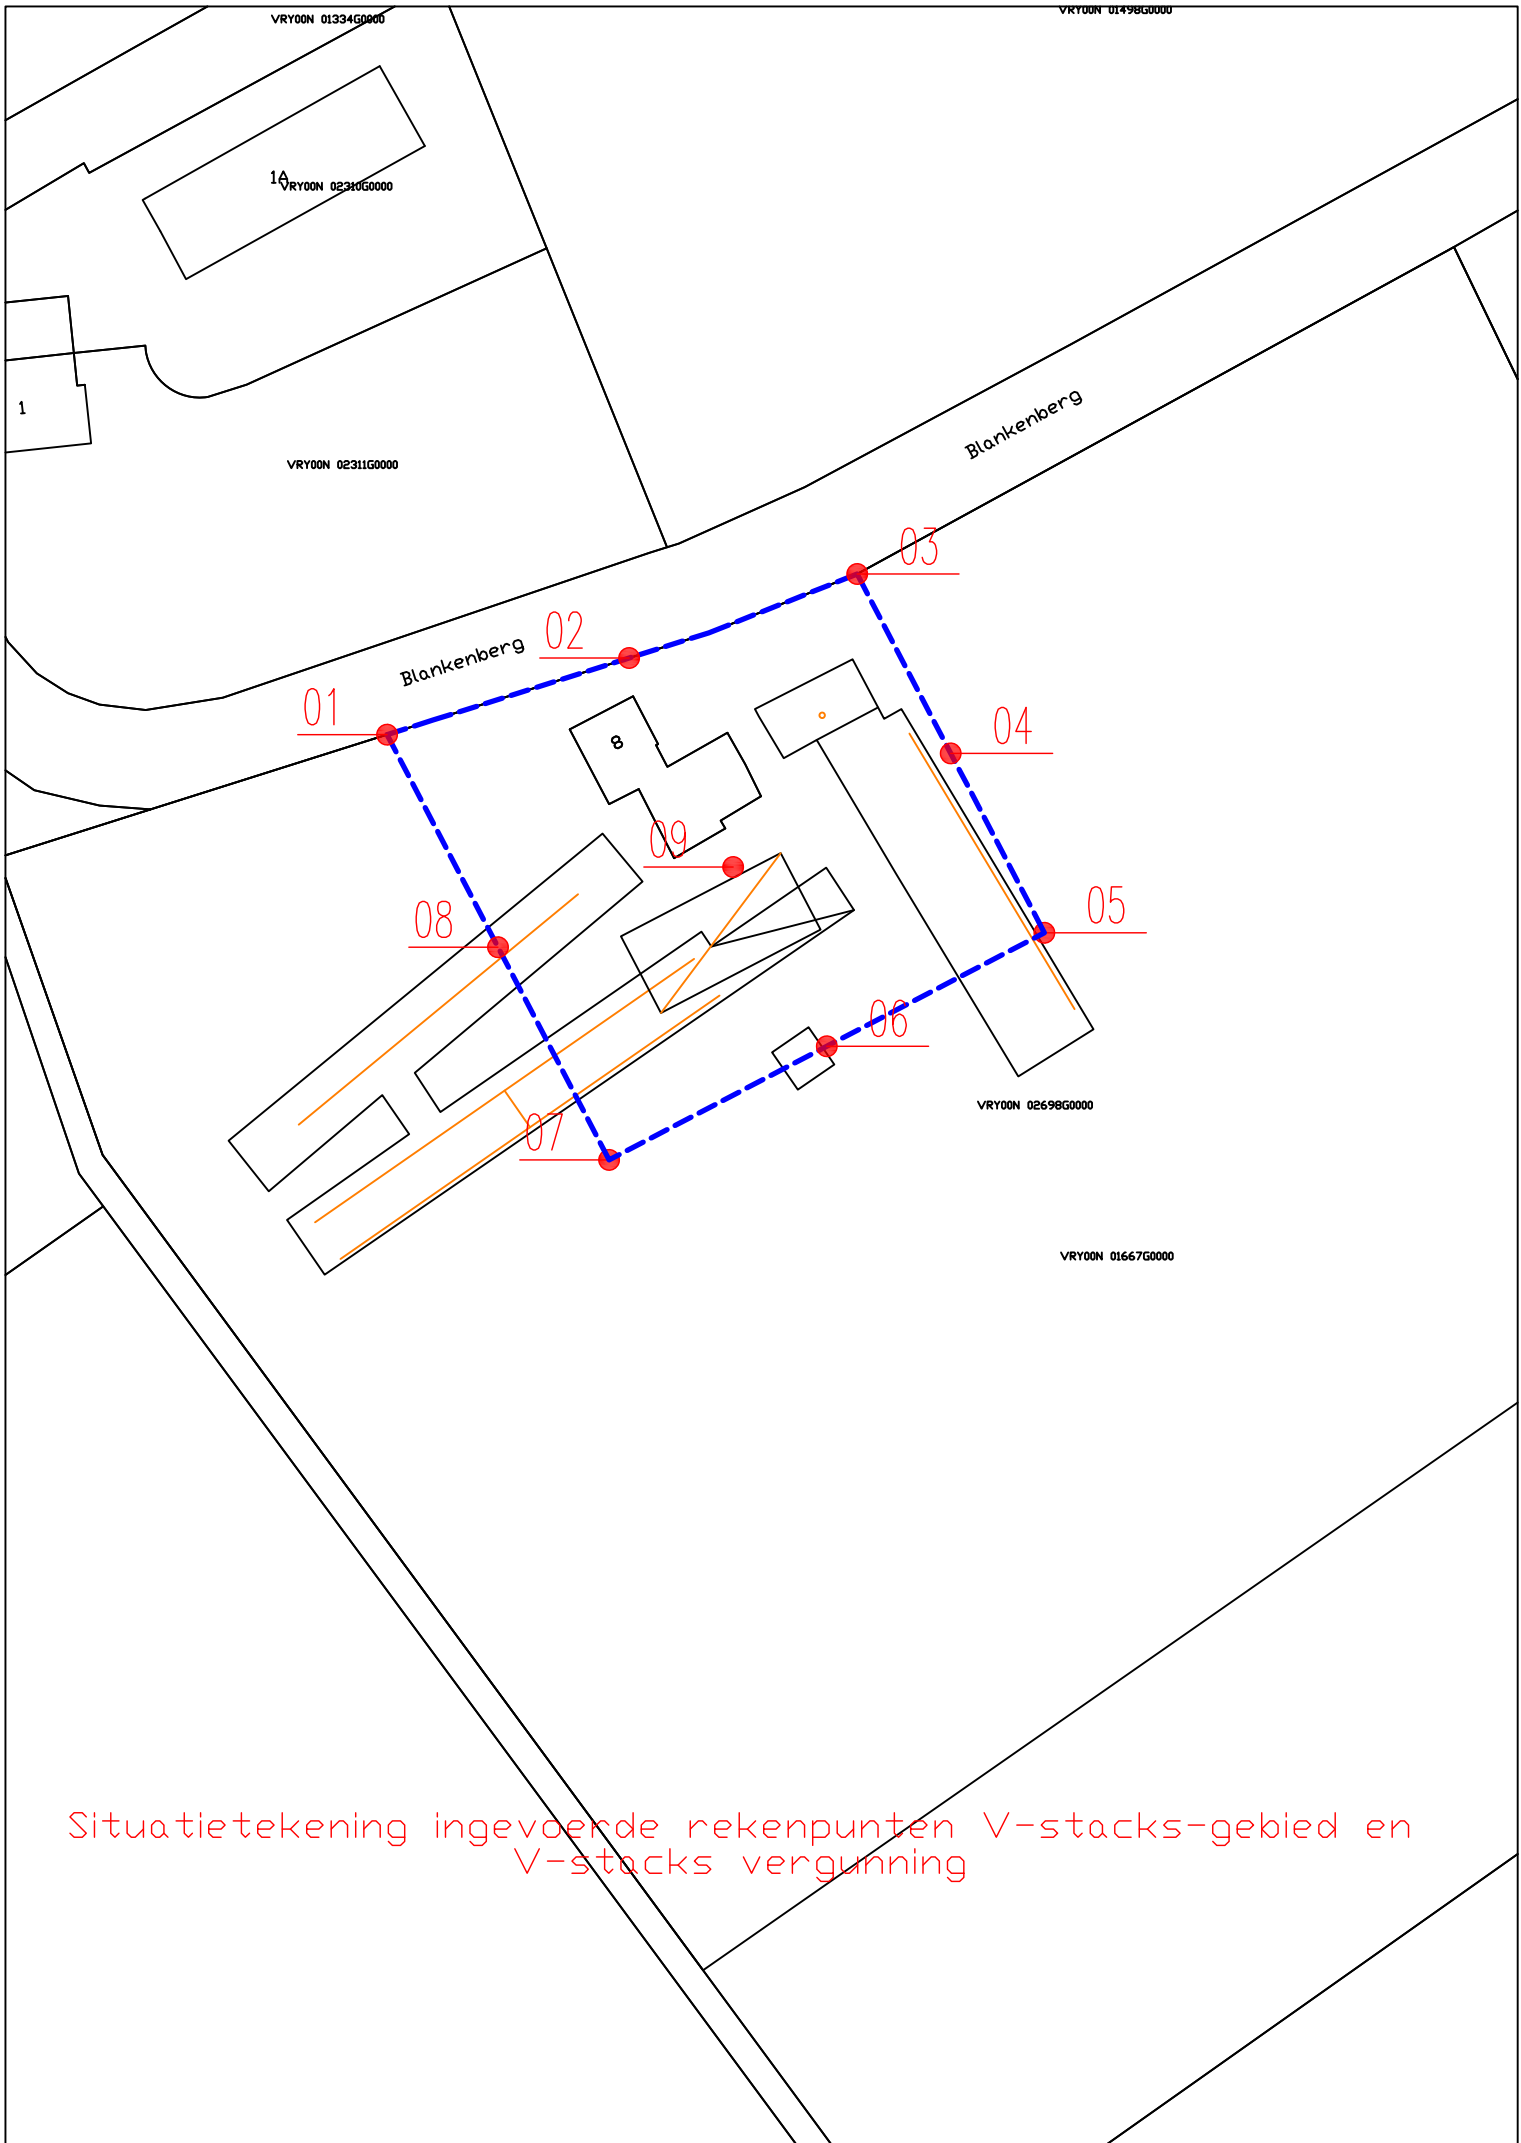 VRY00N 01334G0000
VRY00N 01498G0000
1A
VRY00N 02310G0000
1
VRY00N 02311G0000
Blankenberg
03
02
Blankenberg
01
8
04
09
08
05
06
VRY00N 02698G0000
07
VRY00N 01667G0000
Situatietekening ingevoerde rekenpunten V-stacks-gebied en
V-stacks vergunning